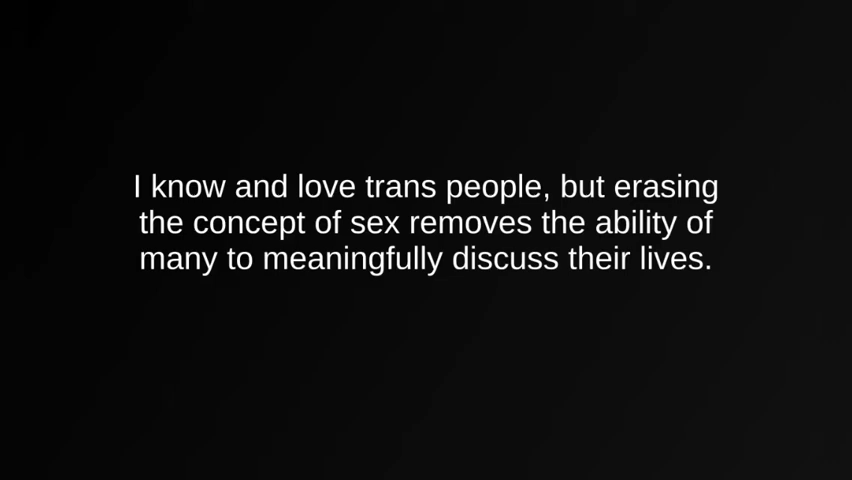 I know and love trans people, but erasing
the concept of sex removes the ability of
many to meaningfully discuss their lives.